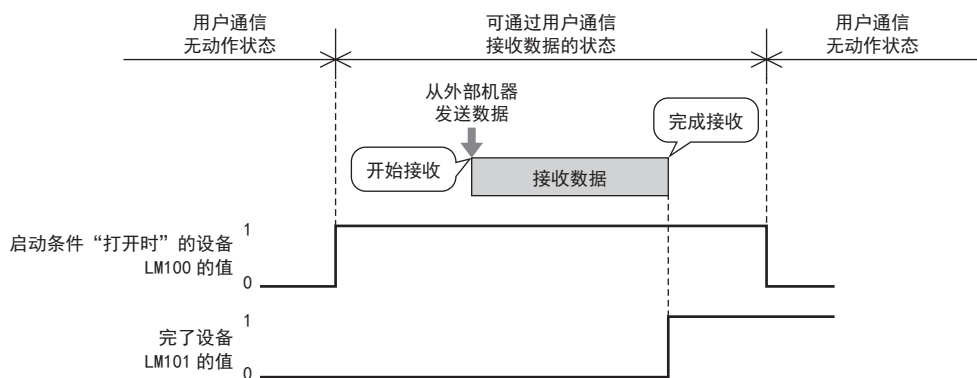 用户通信
无动作状态
可通过用户通信
接收数据的状态
用户通信
无动作状态
从外部机器
发送数据
完成接收
开始接收
接收数据
启动条件“打开时”的设备
LM100 的值
1
0
完了设备
LM101 的值
1
0